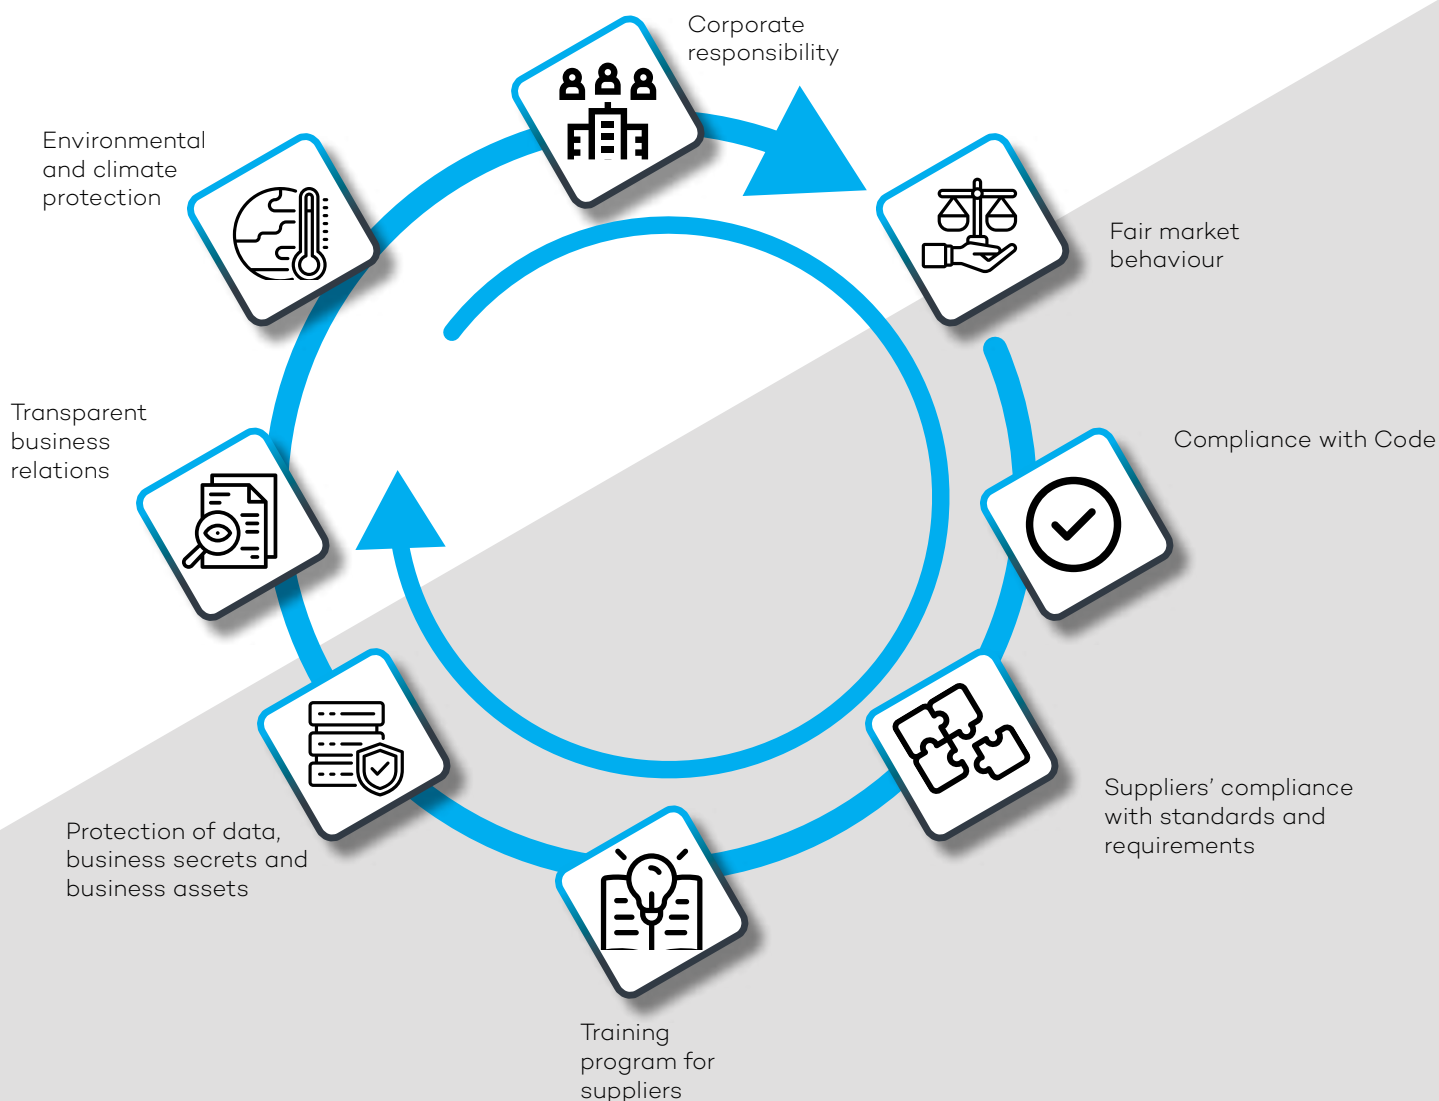 Corporate
responsibility
Environmental
and climate
protection
Fair market
behaviour
Transparent
business
relations
Compliance with Code
Suppliers’ compliance
with standards and
requirements
Protection of data,
business secrets and
business assets
Training
program for
suppliers